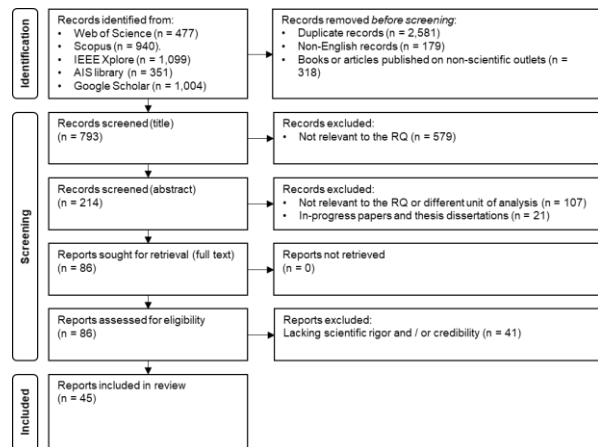 Identification
Records identified from:
• Web of Science (n = 477)
• Scopus (n = 940).
• IEEE Xplore (n = 1,099)
• AIS library (n = 351)
• Google Scholar (n = 1,004)
Records removed before screening:
• Duplicate records (n = 2,581)
• Non-English records (n = 179)
• Books or articles published on non-scientific outlets (n =
318)
Screening
Records screened (title)
(n = 793)
Records excluded:
• Not relevant to the RQ (n = 579)
Records screened (abstract)
(n = 214)
Records excluded:
• Not relevant to the RQ or different unit of analysis (n = 107)
• In-progress papers and thesis dissertations (n = 21)
Reports sought for retrieval (full text)
(n = 86)
Reports not retrieved
(n = 0)
Reports assessed for eligibility
(n = 86)
Reports excluded:
Lacking scientific rigor and / or credibility (n = 41)
Included
Reports included in review
(n = 45)